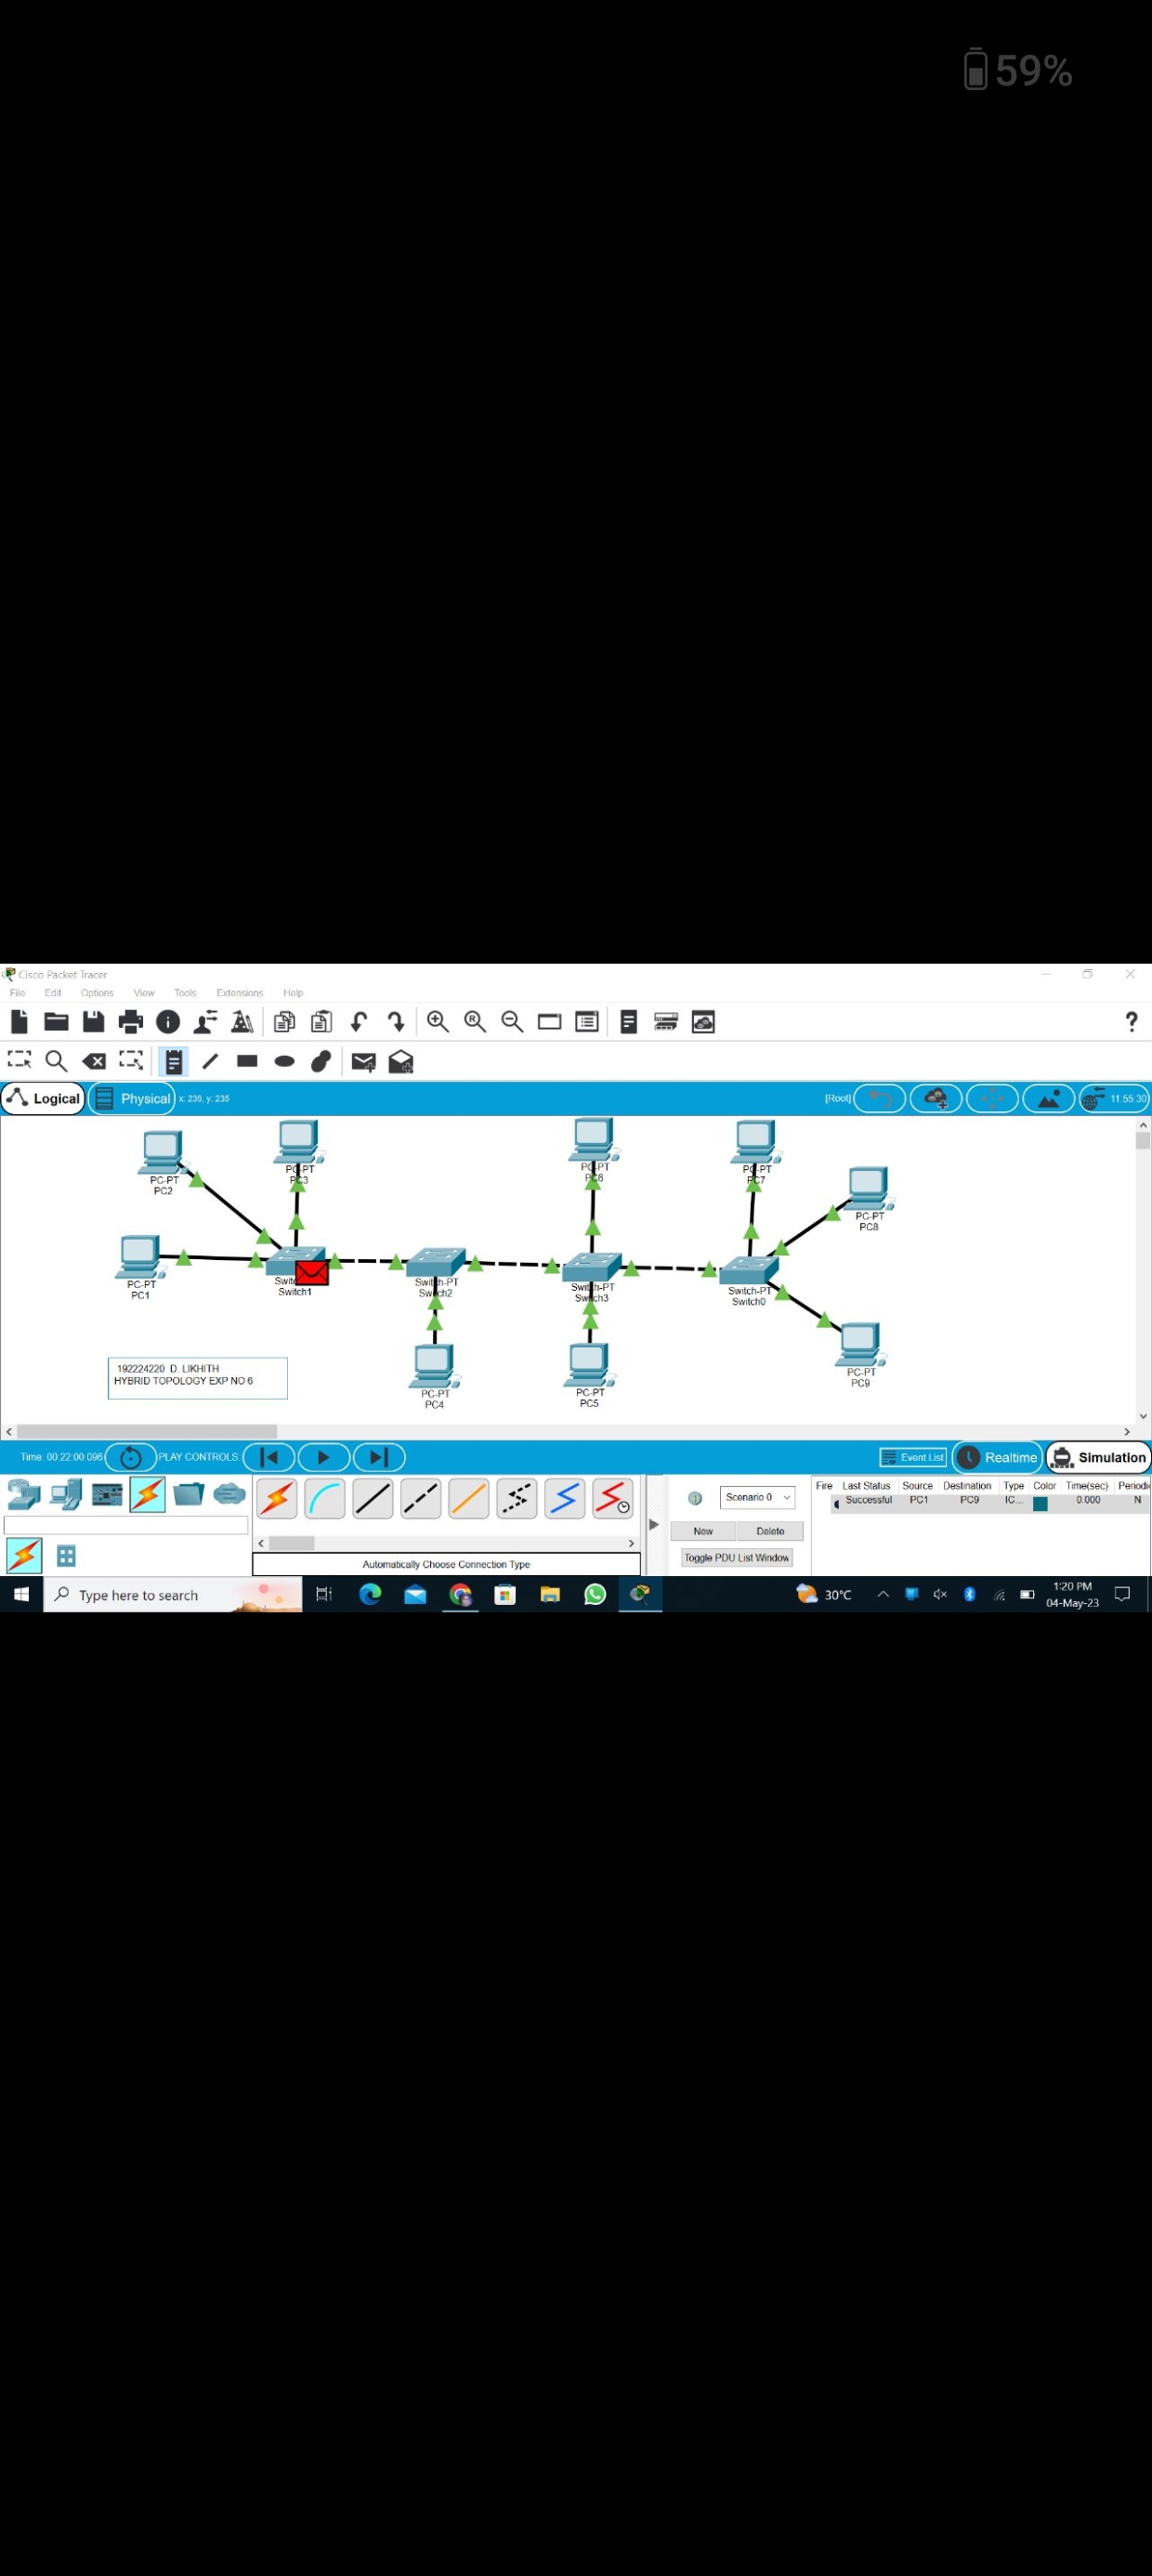 59%
Cisco Packet Tracer
File Edit Options View Tools Extensions Help
?
Logical Physical x: 239, y: 235 [Root] 11:55:30
PC-PT
PC2
PC-PT
PC3
PC-PT
PC6
PC-PT
PC7
PC-PT
PC8
PC-PT
PC1
Switch1
Switch-PT
Switch2
Switch-PT
Switch3
Switch-PT
Switch0
PC-PT
PC4
PC-PT
PC5
PC-PT
PC9
192224220 D. LIKHITH
HYBRID TOPOLOGY EXP NO 6
Time: 00:22:00.096 PLAY CONTROLS: Event List Realtime Simulation
Scenario 0
New Delete
Toggle PDU List Window
Fire Last Status Source Destination Type Color Time(sec) Periodi
Successful PC1 PC9 IC... 0.000 N
Automatically Choose Connection Type
Type here to search 30°C 1:20 PM
04-May-23